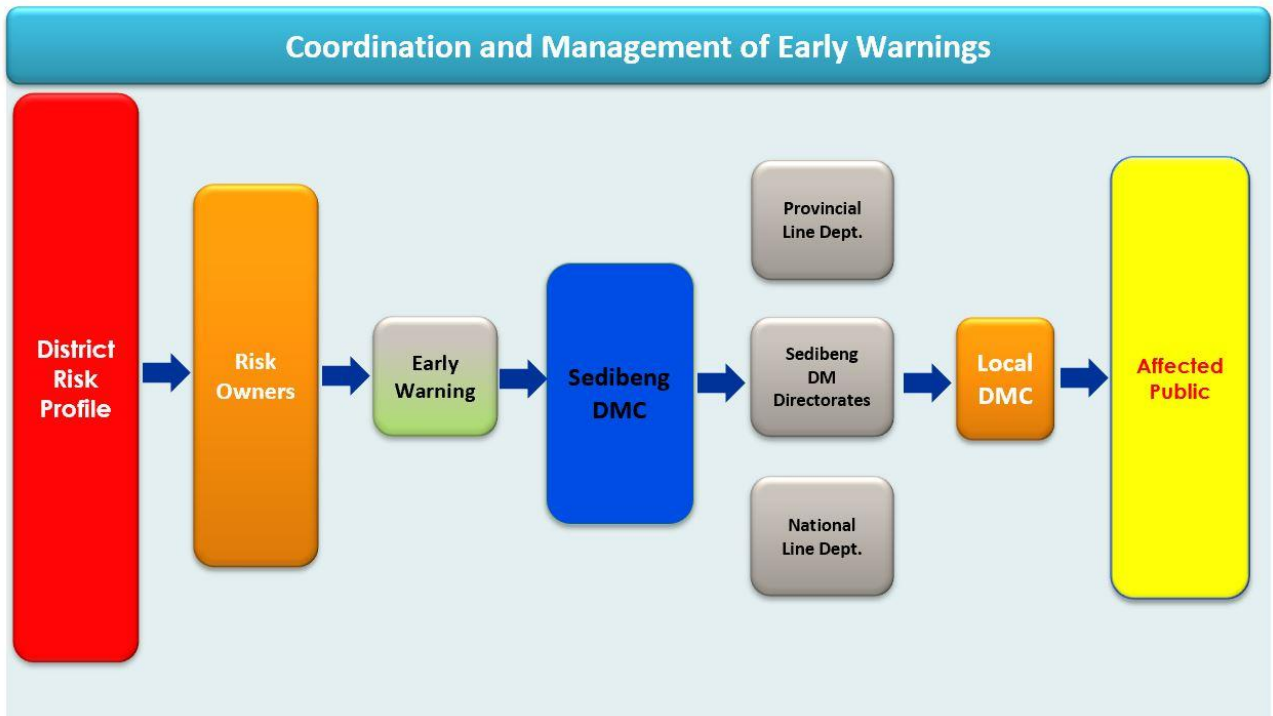 Coordination and Management of Early Warnings
District
Risk
Profile
Risk
Owners
Early
Warning
Sedibeng
DMC
Provincial
Line Dept.
Sedibeng
DM
Directorates
National
Line Dept.
Local
DMC
Affected
Public